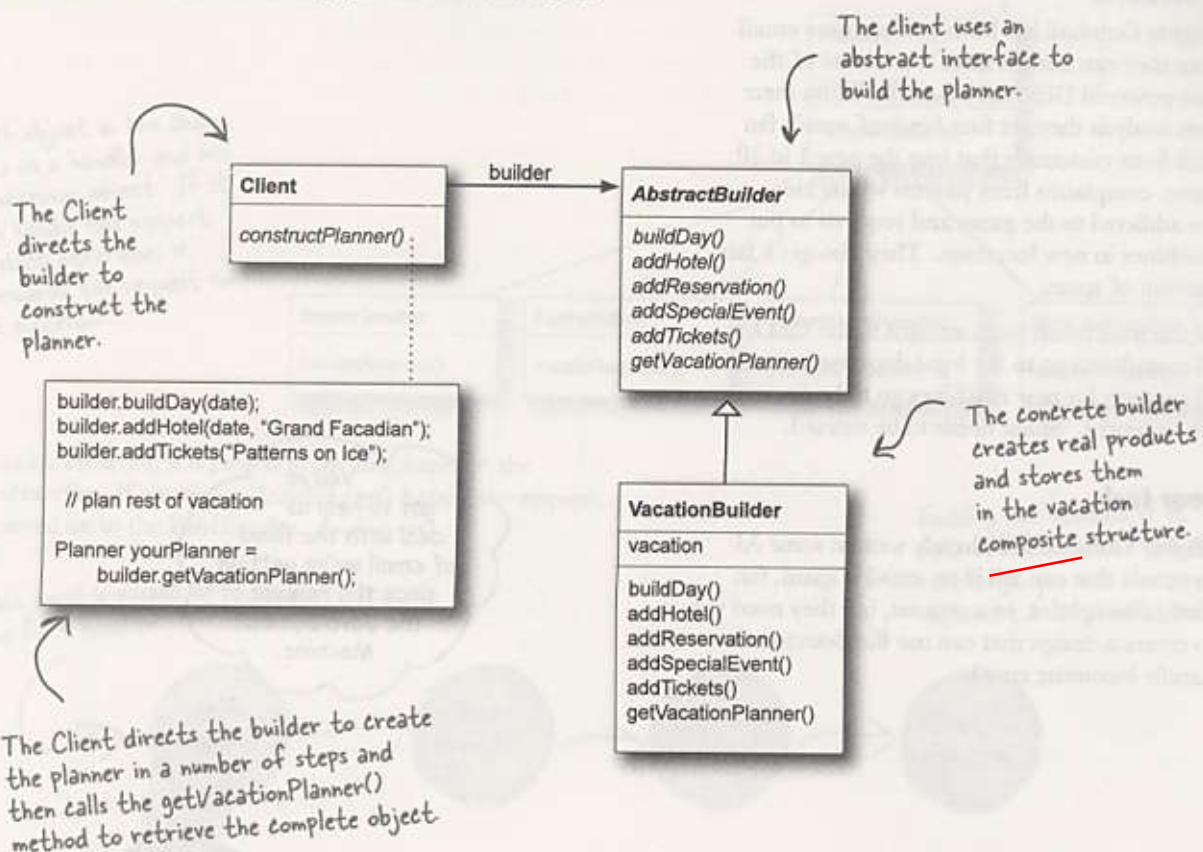 The client uses an
abstract interface to
build the planner.
The Client
directs the
builder to
construct the
planner.
Client
constructPlanner()
builder
AbstractBuilder
buildDay()
addHotel()
addReservation()
addSpecialEvent()
addTickets()
getVacationPlanner()
builder.buildDay(date);
builder.addHotel(date, "Grand Facadian");
builder.addTickets("Patterns on Ice");
// plan rest of vacation
Planner yourPlanner =
builder.getVacationPlanner();
The concrete builder
creates real products
and stores them
in the vacation
composite structure.
VacationBuilder
vacation
buildDay()
addHotel()
addReservation()
addSpecialEvent()
addTickets()
getVacationPlanner()
The Client directs the builder to create
the planner in a number of steps and
then calls the getVacationPlanner()
method to retrieve the complete object.